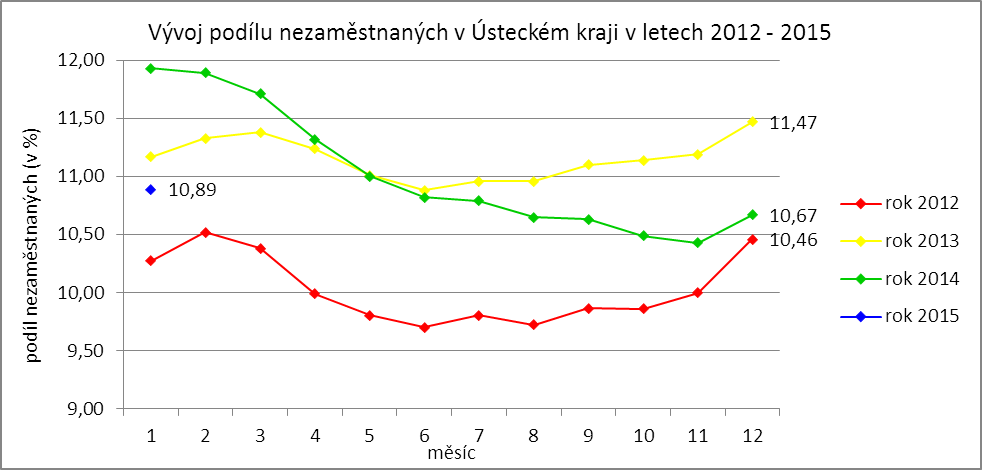 Vývoj podílu nezaměstnaných v Ústeckém kraji v letech 2012 - 2015
podíl nezaměstnaných (v %)
12,00
11,50
11,00
10,50
10,00
9,50
9,00
11,47
10,89
10,67
10,46
rok 2012
rok 2013
rok 2014
rok 2015
1 2 3 4 5 6 7 8 9 10 11 12
měsíc